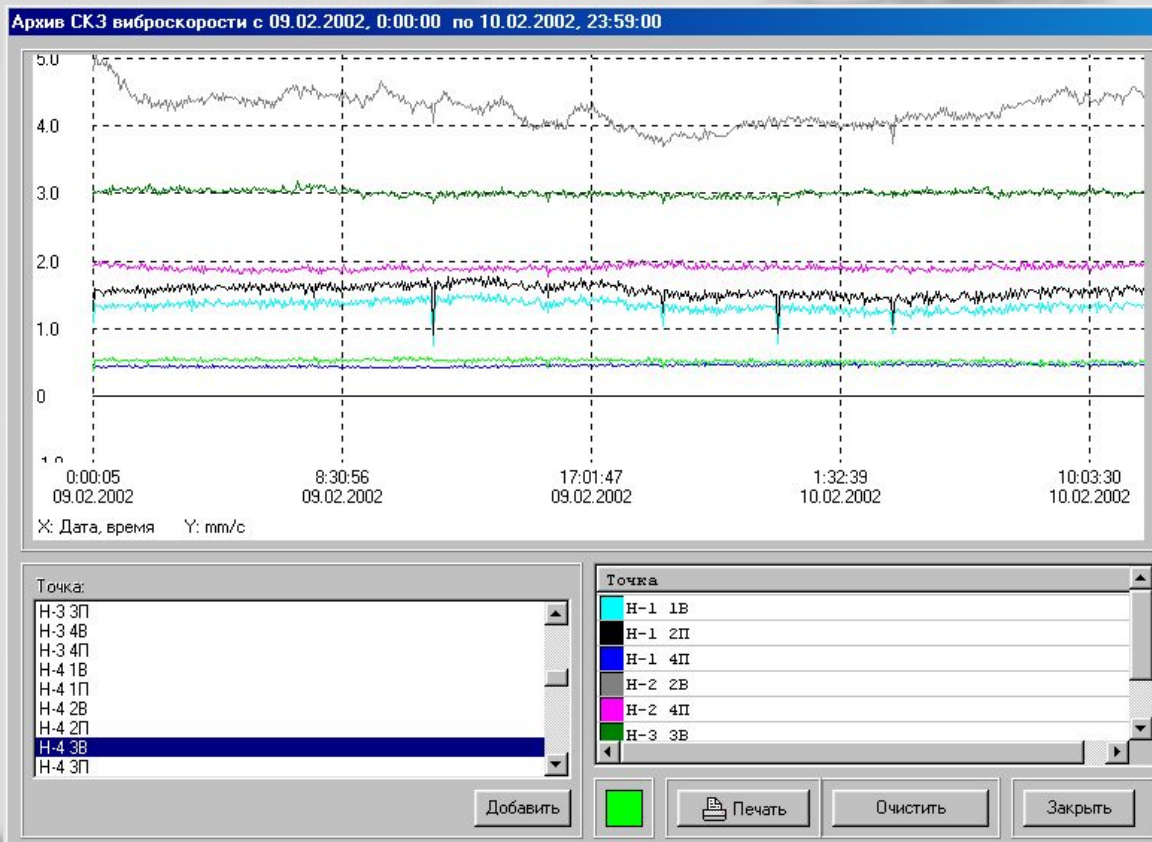 Архив СКЗ виброскорости с 09.02.2002, 0:00:00 по 10.02.2002, 23:59:00
5.0
4.0
3.0
2.0
1.0
0
0:00:05 8:30:56 17:01:47 1:32:39 10:03:30
09.02.2002 09.02.2002 09.02.2002 10.02.2002 10.02.2002
X: Дата, время Y: mm/c
Точка:
Н-3 3П
Н-3 4В
Н-3 4П
Н-4 1В
Н-4 1П
Н-4 2В
Н-4 2П
Н-4 3В
Н-4 3П
Добавить
Точка
Н-1 1В
Н-1 2П
Н-1 4П
Н-2 2В
Н-2 4П
Н-3 3В
Печать
Очистить
Закрыть